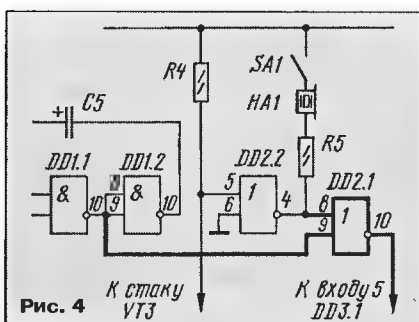 R4
SA1
C5
HA1
DD1.1
DD1.2
DD2.2
R5
DD2.1
&
&
5
1
4
10
9
10
6
8
1
10
9
К стоку
VT3
К входу 5
DD3.1
Рис. 4